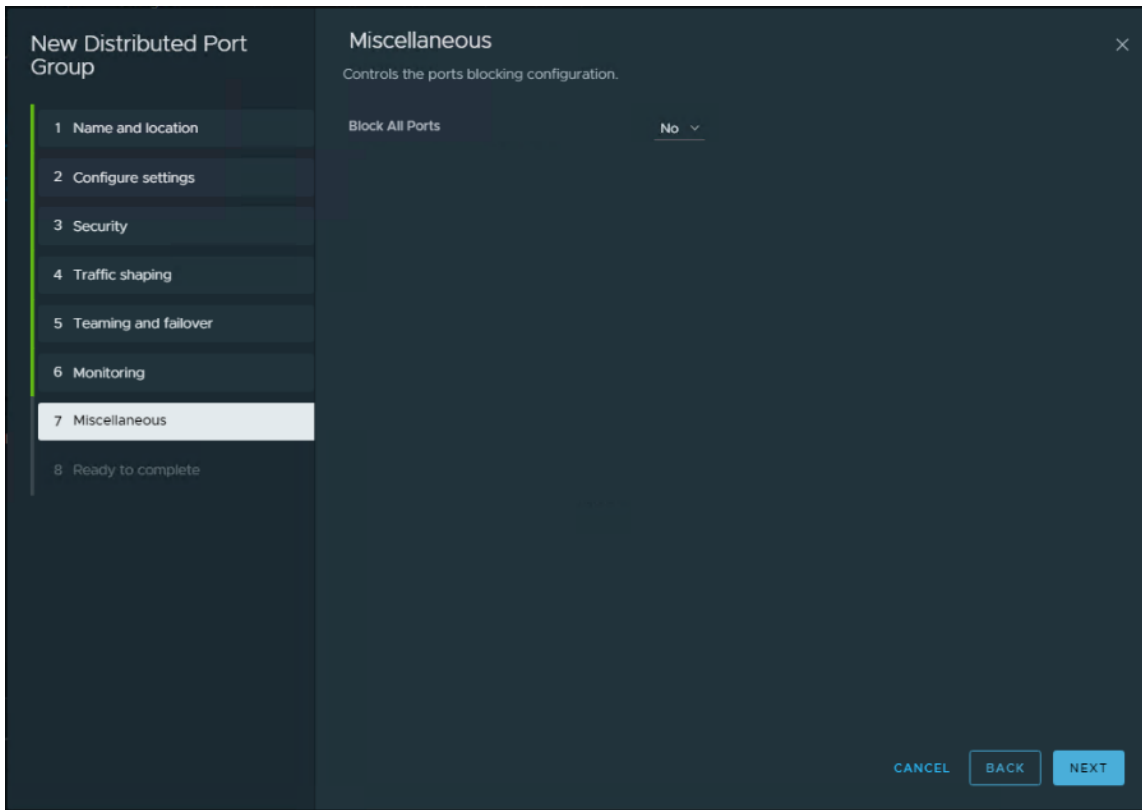 New Distributed Port
Group
1 Name and location
2 Configure settings
3 Security
4 Traffic shaping
5 Teaming and failover
6 Monitoring
7 Miscellaneous
8 Ready to complete
Miscellaneous
Controls the ports blocking configuration.
Block All Ports No
CANCEL BACK NEXT